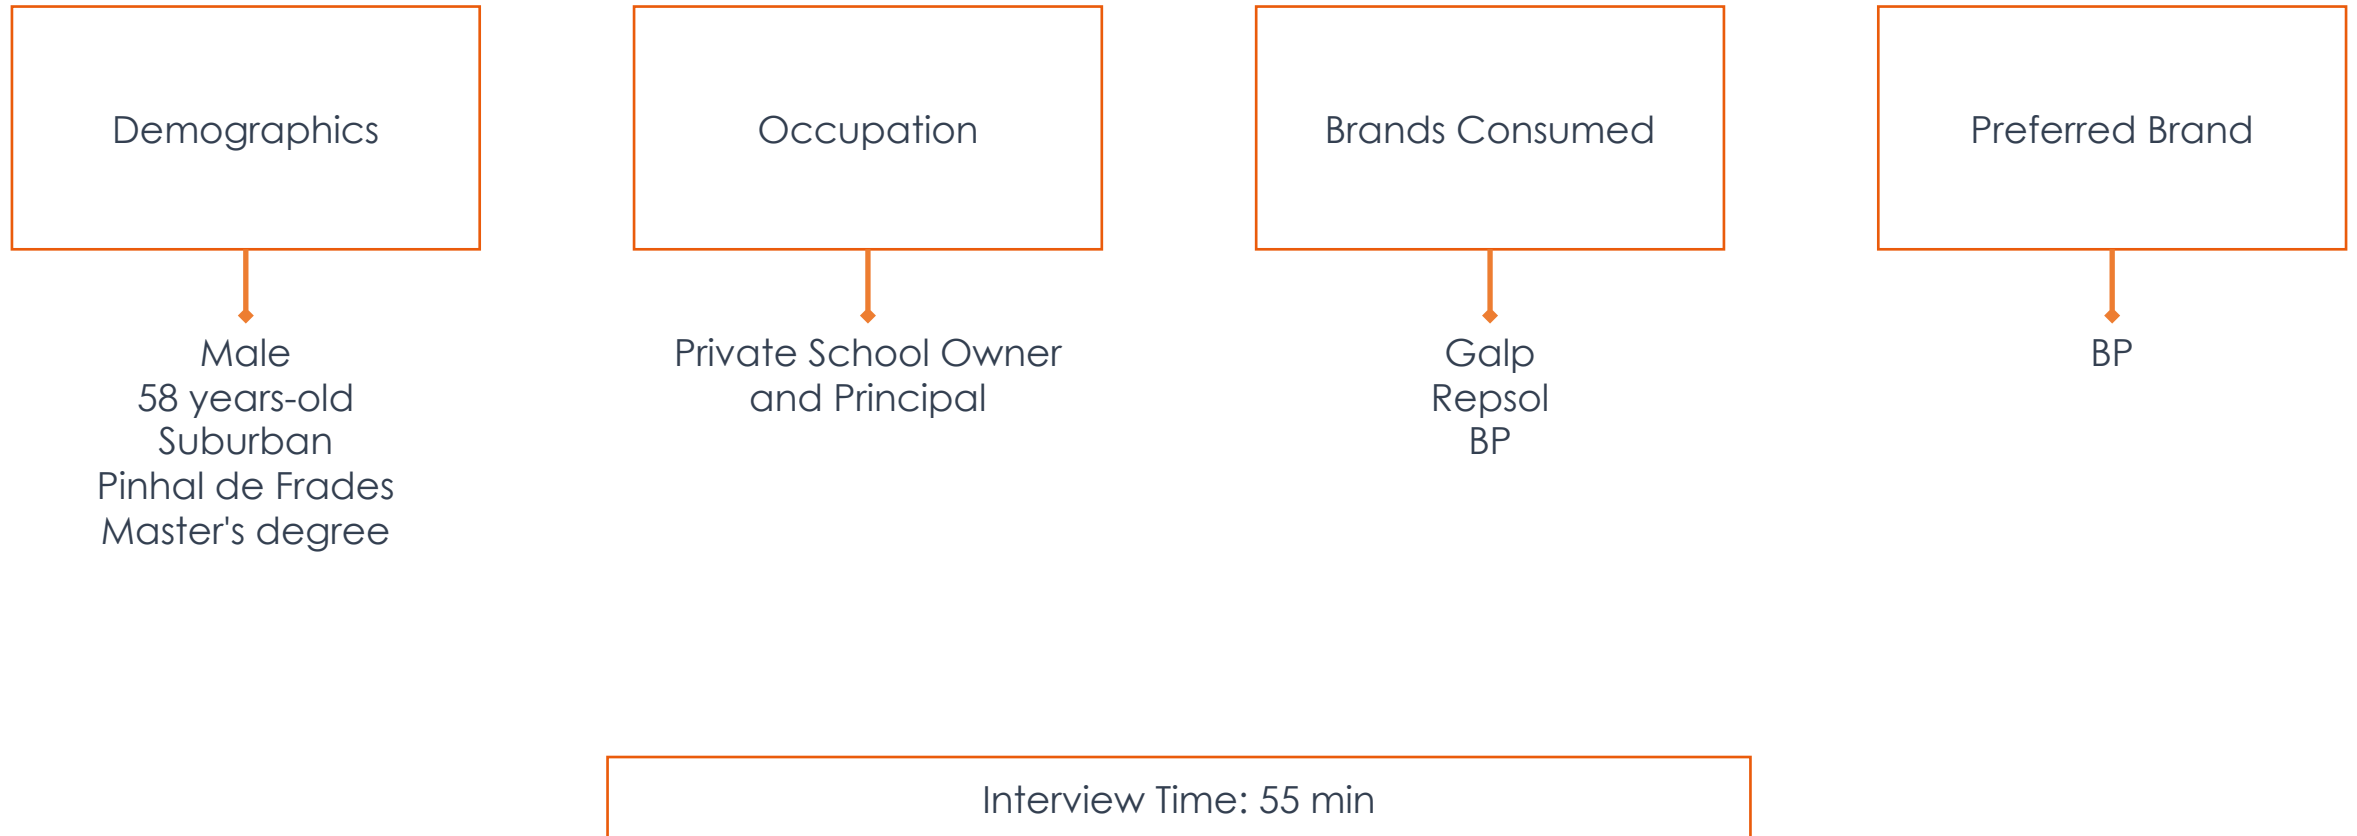 Demographics
Occupation
Brands Consumed
Preferred Brand
Male
58 years-old
Suburban
Pinhal de Frades
Master's degree
Private School Owner
and Principal
Galp
Repsol
BP
BP
Interview Time: 55 min